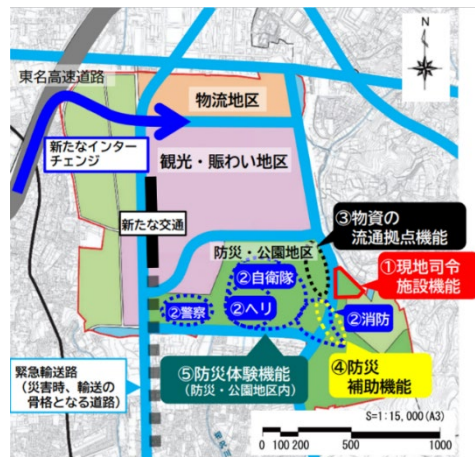 N
東名高速道路
物流地区
新たなインター
チェンジ
観光・賑わい地区
新たな交通
③物資の
流通拠点機能
防災・公園地区
①現地司令
施設機能
②自衛隊
②ヘリ
②警察
②消防
⑤防災体験機能
(防災・公園地区内)
④防災
補助機能
緊急輸送路
(災害時、輸送の
骨格となる道路)
S=1:15,000(A3)
0 100 200 500 1000